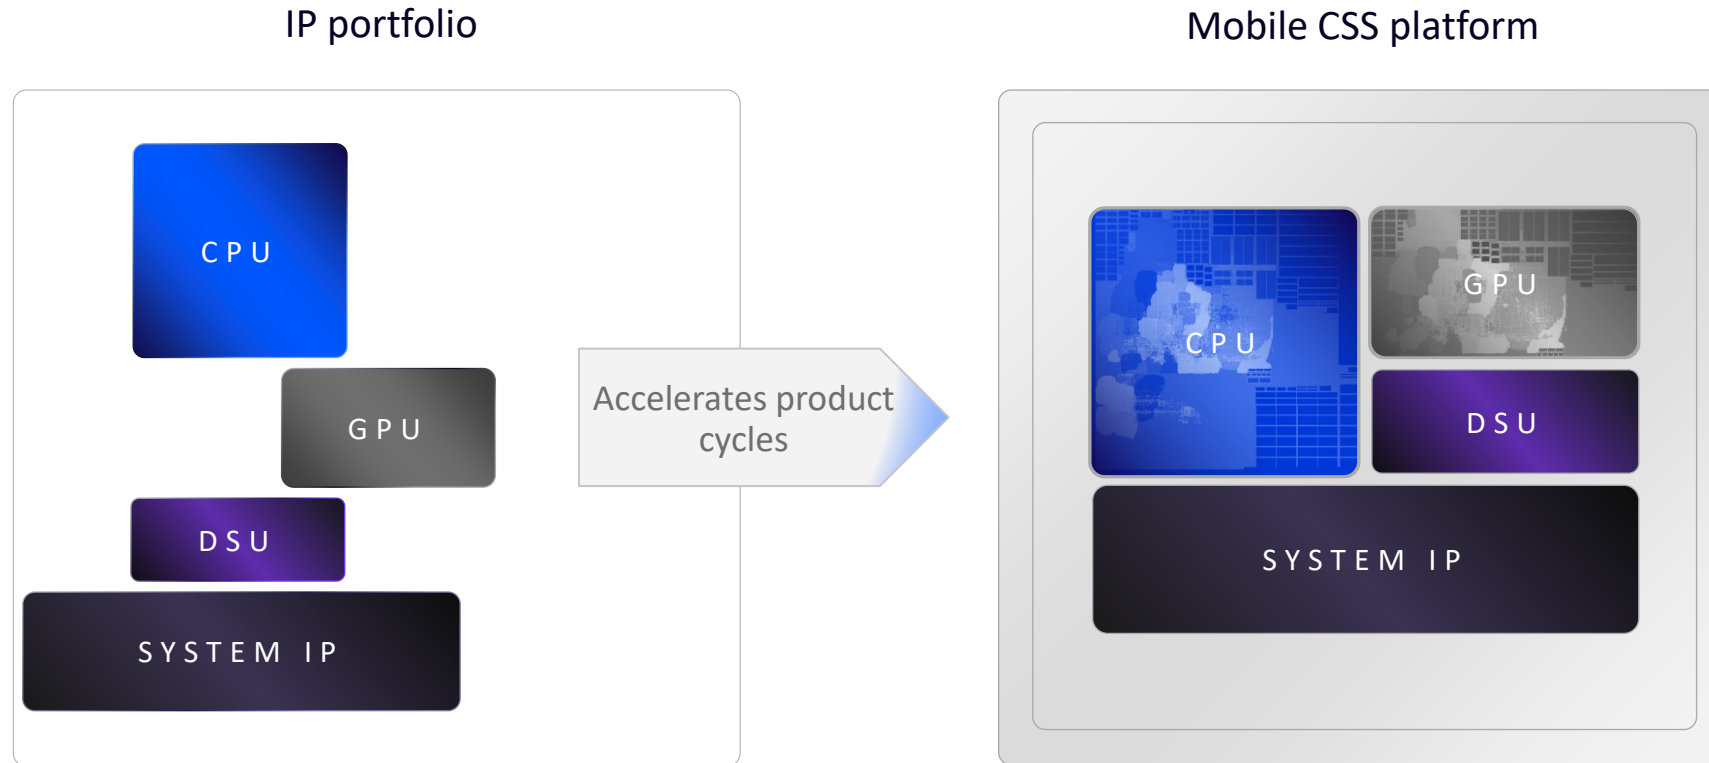 IP portfolio
CPU
GPU
DSU
SYSTEM IP
Accelerates product
cycles
Mobile CSS platform
CPU
GPU
DSU
SYSTEM IP